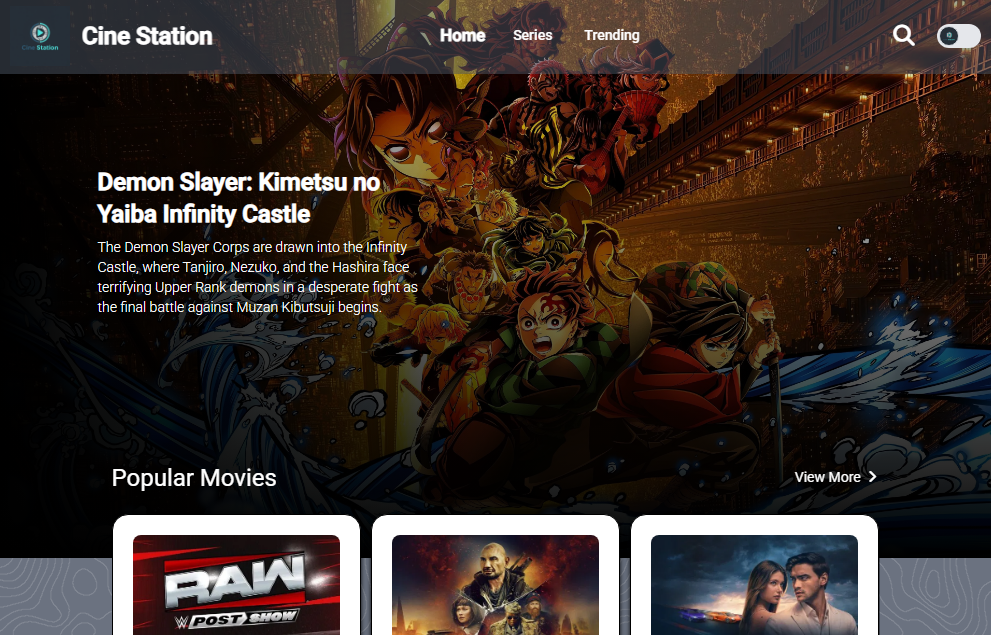 Cine Station
Cine Station
Home
Series
Trending
Demon Slayer: Kimetsu no
Yaiba Infinity Castle
The Demon Slayer Corps are drawn into the Infinity
Castle, where Tanjiro, Nezuko, and the Hashira face
terrifying Upper Rank demons in a desperate fight as
the final battle against Muzan Kibutsuji begins.
Popular Movies
View More
RAW
W POST SHOW